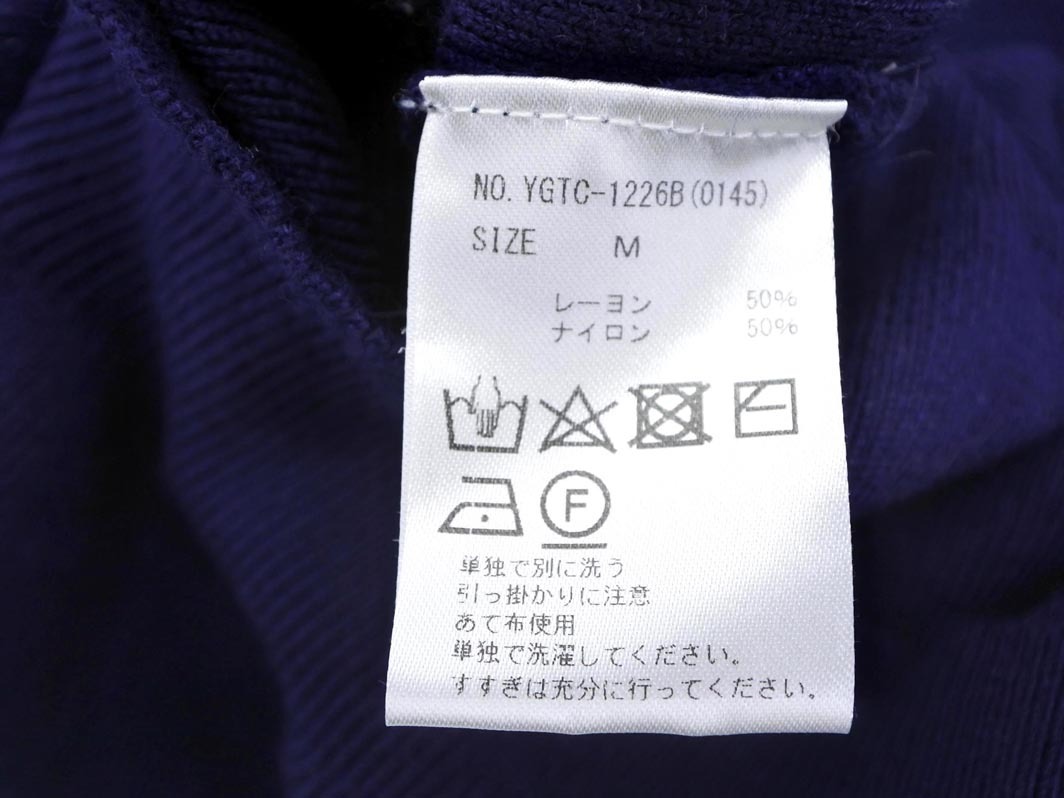 NO. YGTC-1226B(0145)
SIZE M
レーヨン 50%
ナイロン 50%
F
単独で別に洗う
引っ掛かりに注意
あて布使用
単独で洗濯してください。
すすぎは充分に行ってください。